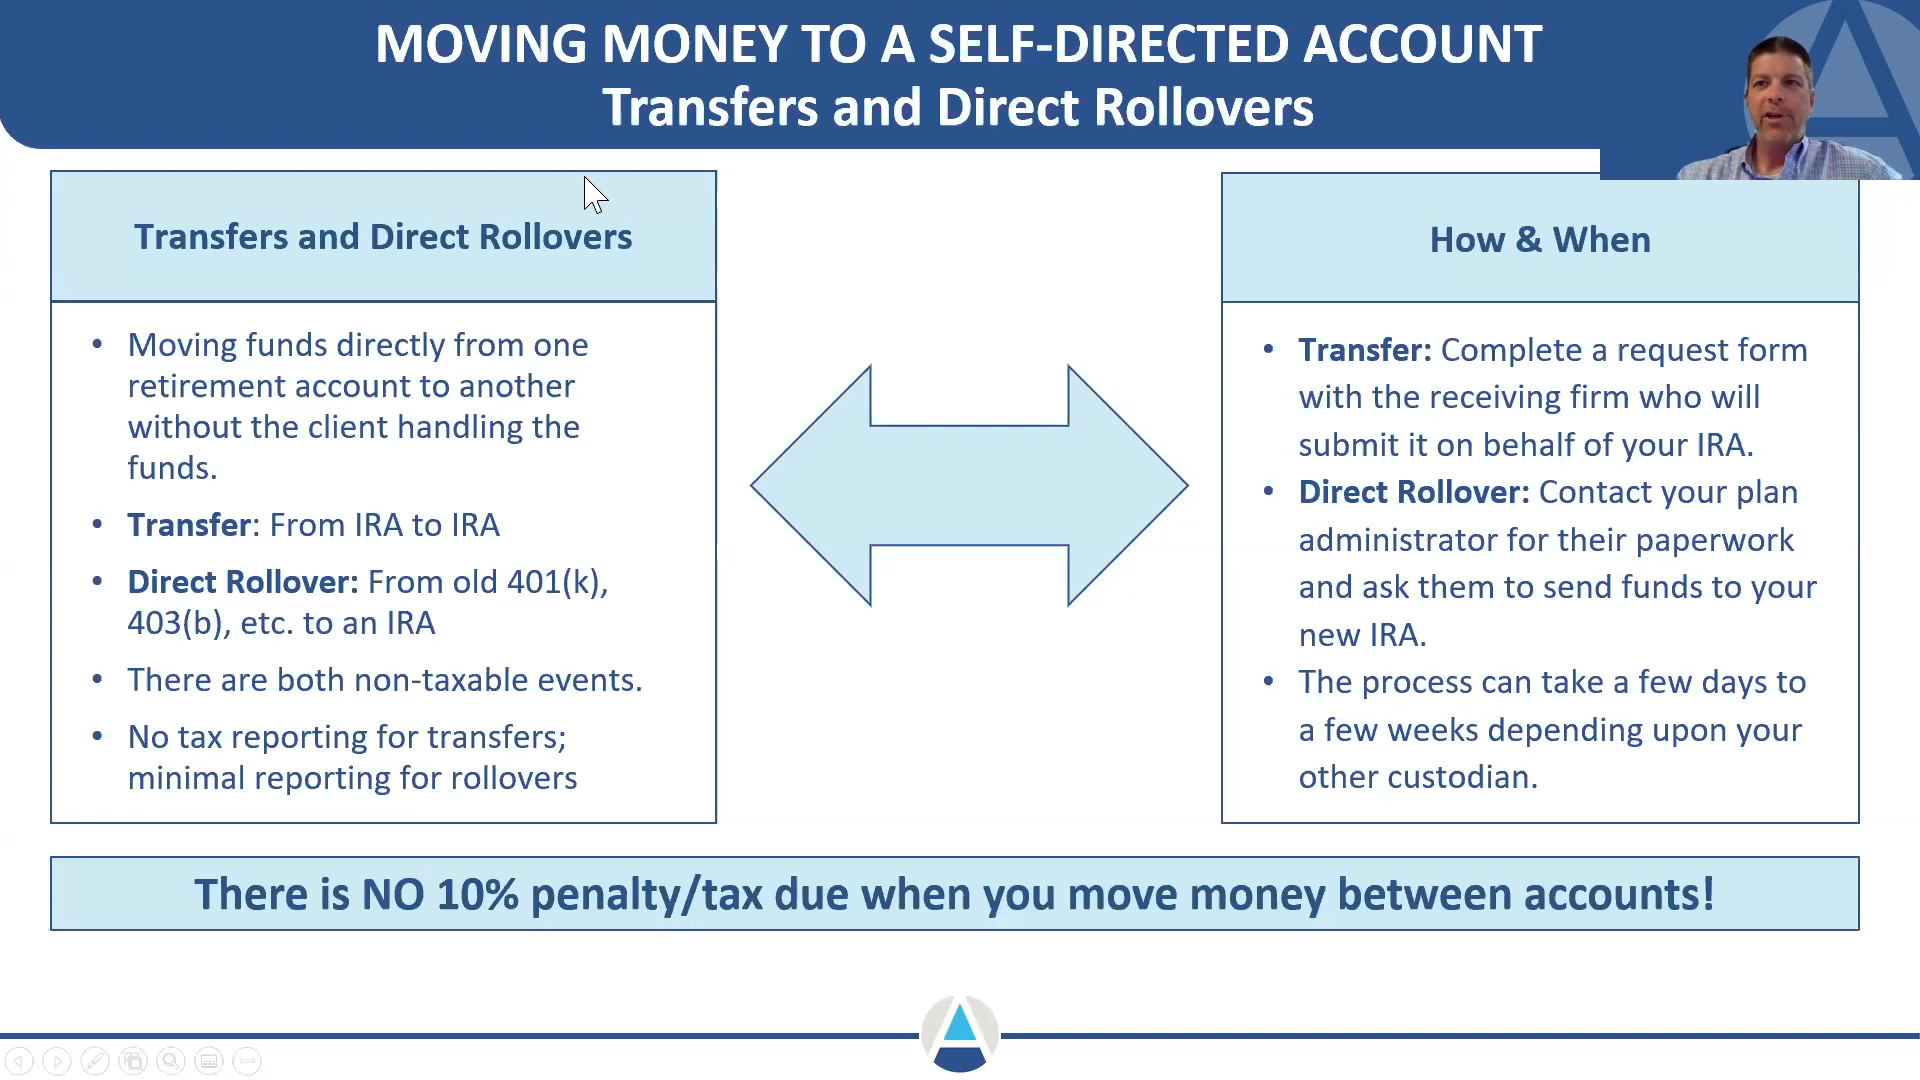 MOVING MONEY TO A SELF-DIRECTED ACCOUNT
Transfers and Direct Rollovers
Transfers and Direct Rollovers
• Moving funds directly from one
retirement account to another
without the client handling the
funds.
• Transfer: From IRA to IRA
• Direct Rollover: From old 401(k),
403(b), etc. to an IRA
• There are both non-taxable events.
• No tax reporting for transfers;
minimal reporting for rollovers
How & When
• Transfer: Complete a request form
with the receiving firm who will
submit it on behalf of your IRA.
• Direct Rollover: Contact your plan
administrator for their paperwork
and ask them to send funds to your
new IRA.
• The process can take a few days to
a few weeks depending upon your
other custodian.
There is NO 10% penalty/tax due when you move money between accounts!